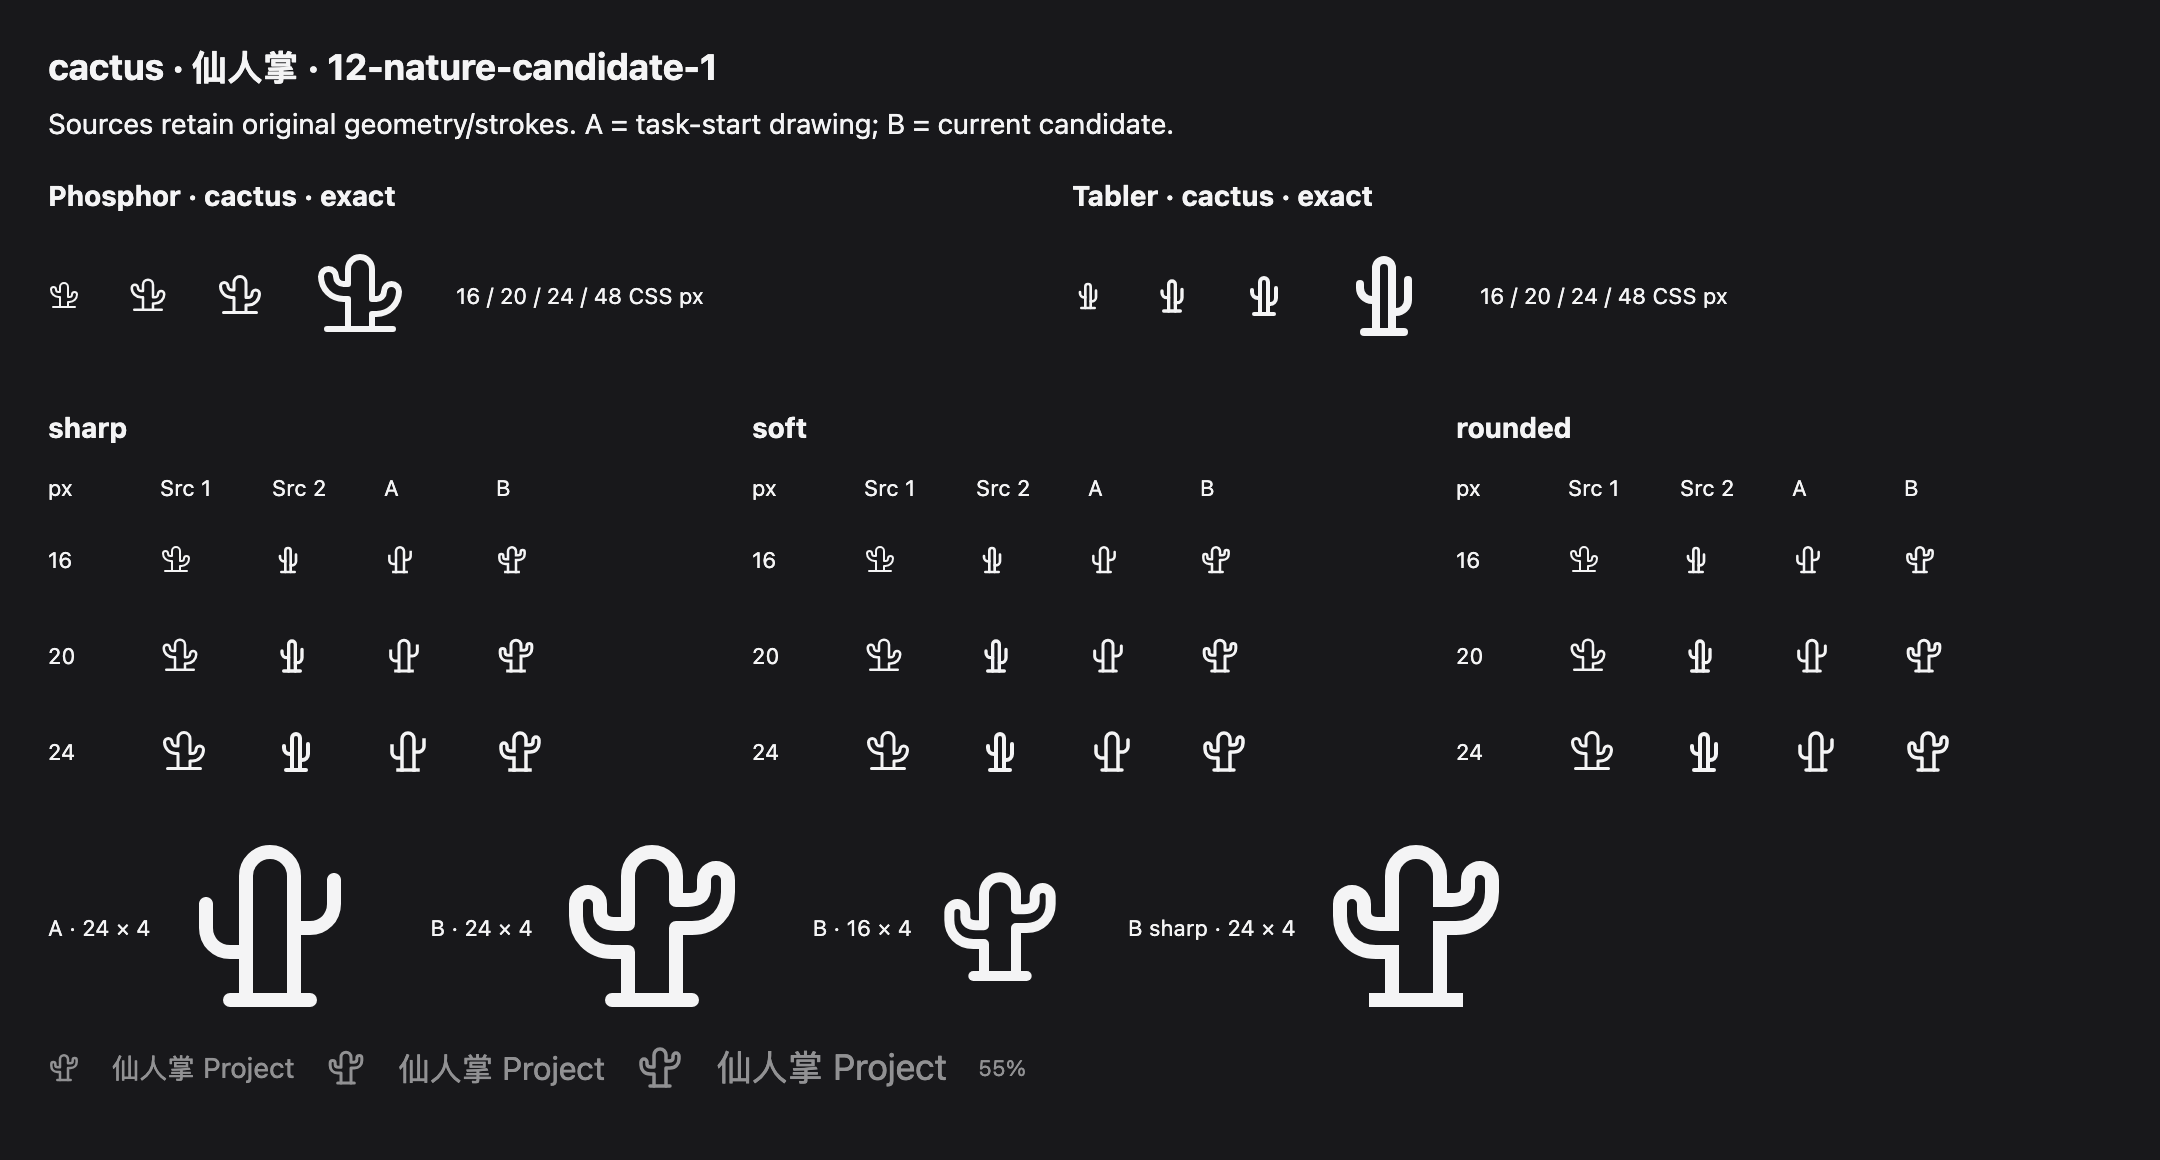 cactus · 仙人掌 · 12-nature-candidate-1
Sources retain original geometry/strokes. A = task-start drawing; B = current candidate.
Phosphor · cactus · exact
Tabler · cactus · exact
16 / 20 / 24 / 48 CSS px
16 / 20 / 24 / 48 CSS px
sharp
soft
rounded
px Src 1 Src 2 A B
px Src 1 Src 2 A B
px Src 1 Src 2 A B
16
16
16
20
20
20
24
24
24
A · 24 × 4
B · 24 × 4
B · 16 × 4
B sharp · 24 × 4
仙人掌 Project
仙人掌 Project
仙人掌 Project
55%